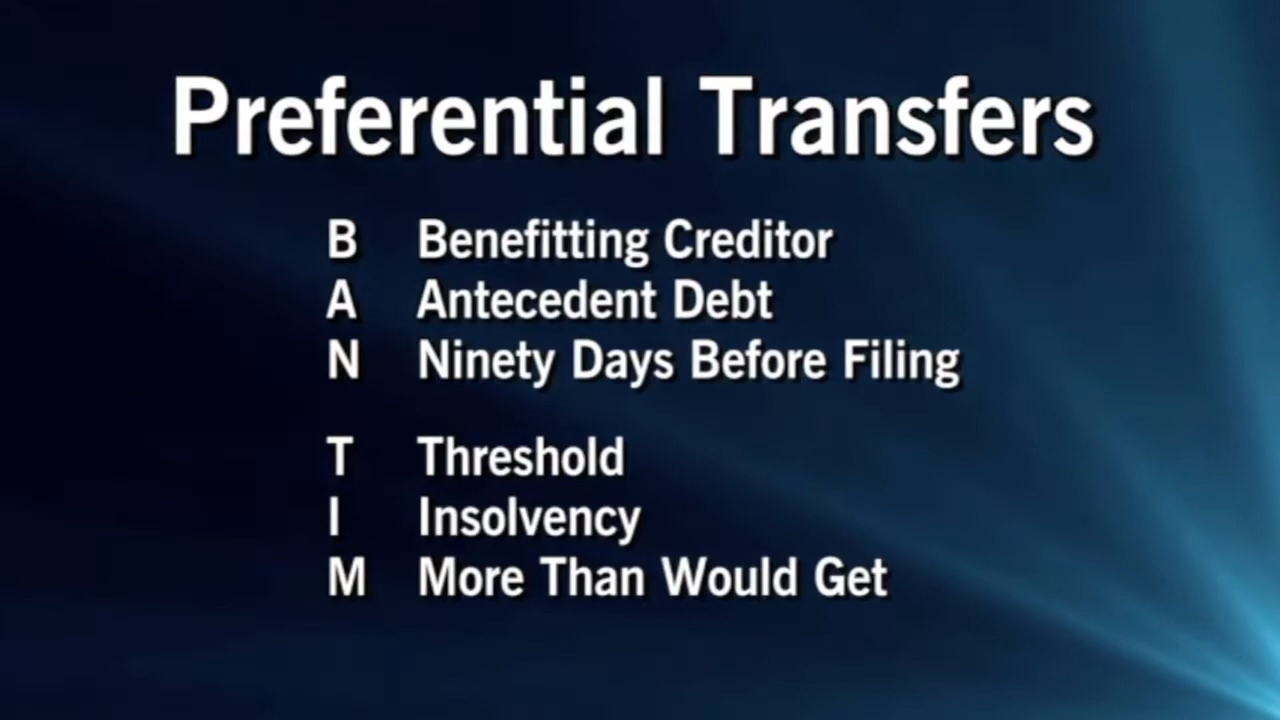 Preferential Transfers
B Benefitting Creditor
A Antecedent Debt
N Ninety Days Before Filing
T Threshold
I Insolvency
M More Than Would Get